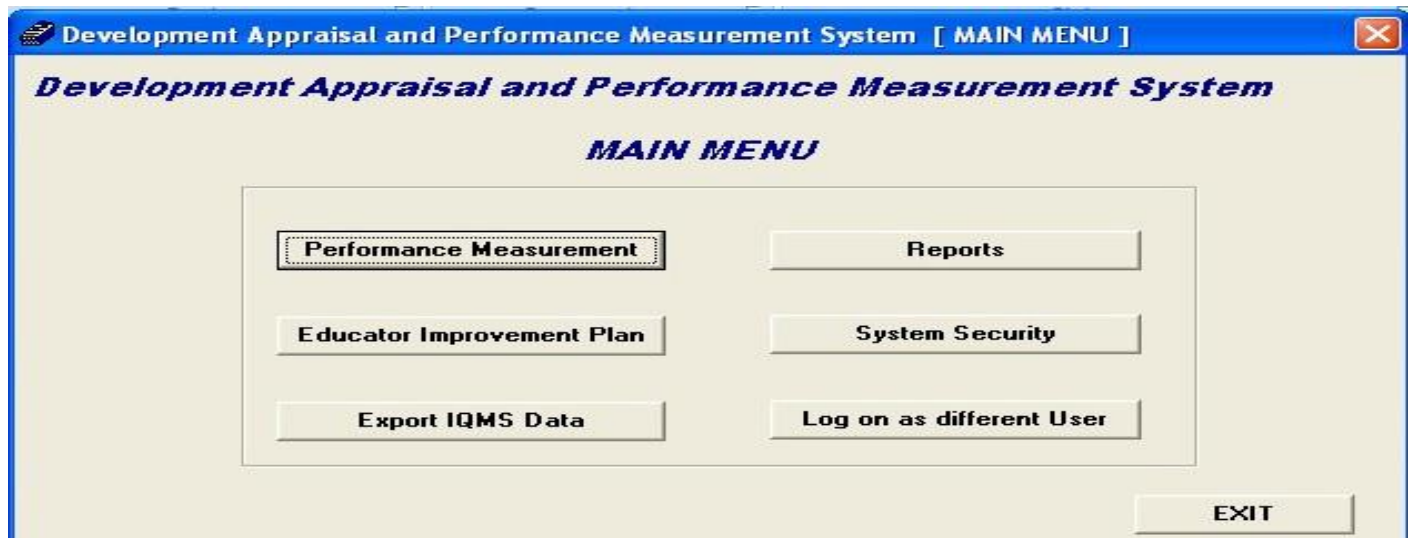 Development Appraisal and Performance Measurement System [ MAIN MENU ]
Development Appraisal and Performance Measurement System
MAIN MENU
Performance Measurement
Reports
Educator Improvement Plan
System Security
Export IQMS Data
Log on as different User
EXIT